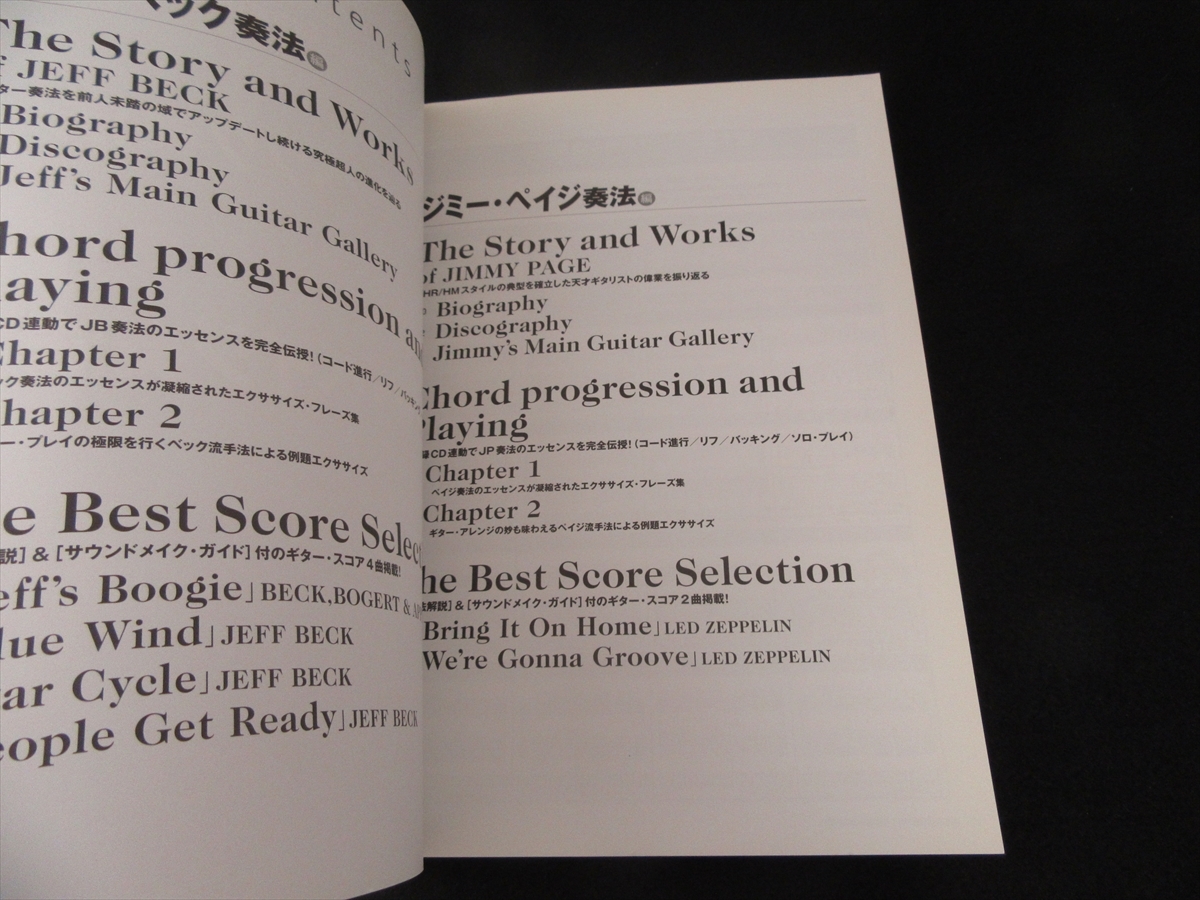 ntents
ベック奏法 編
The Story and Works
of JEFF BECK
ター奏法を前人未踏の域でアップデートし続ける究極超人の進化を辿る
Biography
Discography
Jeff's Main Guitar Gallery
hord progression and
laying
CD連動でJB奏法のエッセンスを完全伝授!(コード進行/リフ/バッキン
Chapter 1
ック奏法のエッセンスが凝縮されたエクササイズ・フレーズ集
hapter 2
ー・プレイの極限を行くベック流手法による例題エクササイズ
e Best Score Selec
説]&[サウンドメイク・ガイド]付のギター・スコア4曲掲載!
eff's Boogie」BECK,BOGERT & A
lue Wind」JEFF BECK
ar Cycle」JEFF BECK
eople Get Ready」JEFF BECK
ジミー・ペイジ奏法 編
The Story and Works
of JIMMY PAGE
HR/HMスタイルの典型を確立した天才ギタリストの偉業を振り返る
Biography
Discography
Jimmy's Main Guitar Gallery
Chord progression and
Playing
録CD連動でJP奏法のエッセンスを完全伝授!(コード進行/リフ/バッキング/ソロ・プレイ)
Chapter 1
ペイジ奏法のエッセンスが凝縮されたエクササイズ・フレーズ集
Chapter 2
ギター・アレンジの妙も味わえるペイジ流手法による例題エクササイズ
he Best Score Selection
解説]&[サウンドメイク・ガイド]付のギター・スコア2曲掲載!
Bring It On Home」LED ZEPPELIN
We're Gonna Groove」LED ZEPPELIN